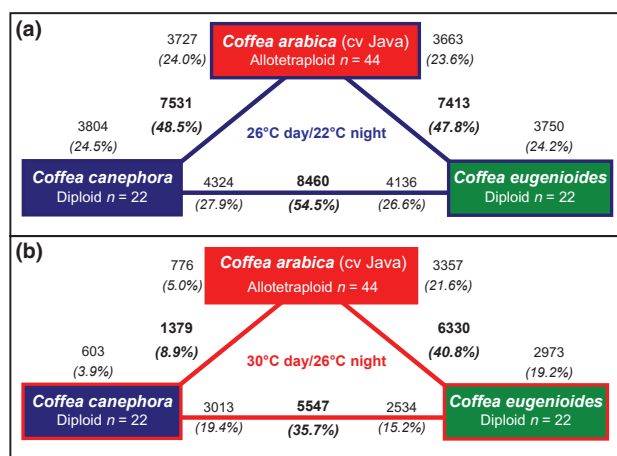 (a)
3727
(24.0%)
Coffea arabica (cv Java)
Allotetraploid n = 44
3663
(23.6%)
7531
(48.5%)
7413
(47.8%)
26°C day/22°C night
3804
(24.5%)
3750
(24.2%)
Coffea canephora
Diploid n = 22
4324
(27.9%)
8460
(54.5%)
4136
(26.6%)
Coffea eugenioides
Diploid n = 22
(b)
776
(5.0%)
Coffea arabica (cv Java)
Allotetraploid n = 44
3357
(21.6%)
1379
(8.9%)
6330
(40.8%)
30°C day/26°C night
603
(3.9%)
2973
(19.2%)
Coffea canephora
Diploid n = 22
3013
(19.4%)
5547
(35.7%)
2534
(15.2%)
Coffea eugenioides
Diploid n = 22